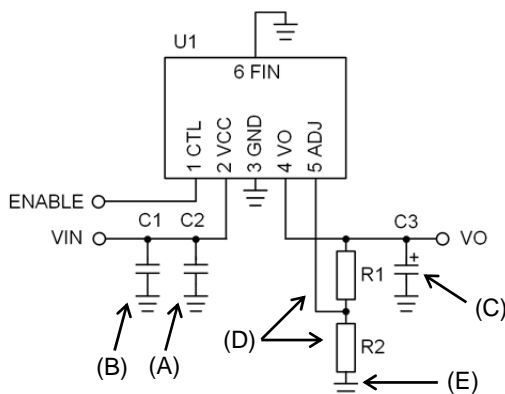 U1
6 FIN
1 CTL
2 VCC
3 GND
4 VO
5 ADJ
ENABLE
C1
C2
C3
VIN
VO
+
R1
(C)
(D)
(B)
(A)
R2
(E)